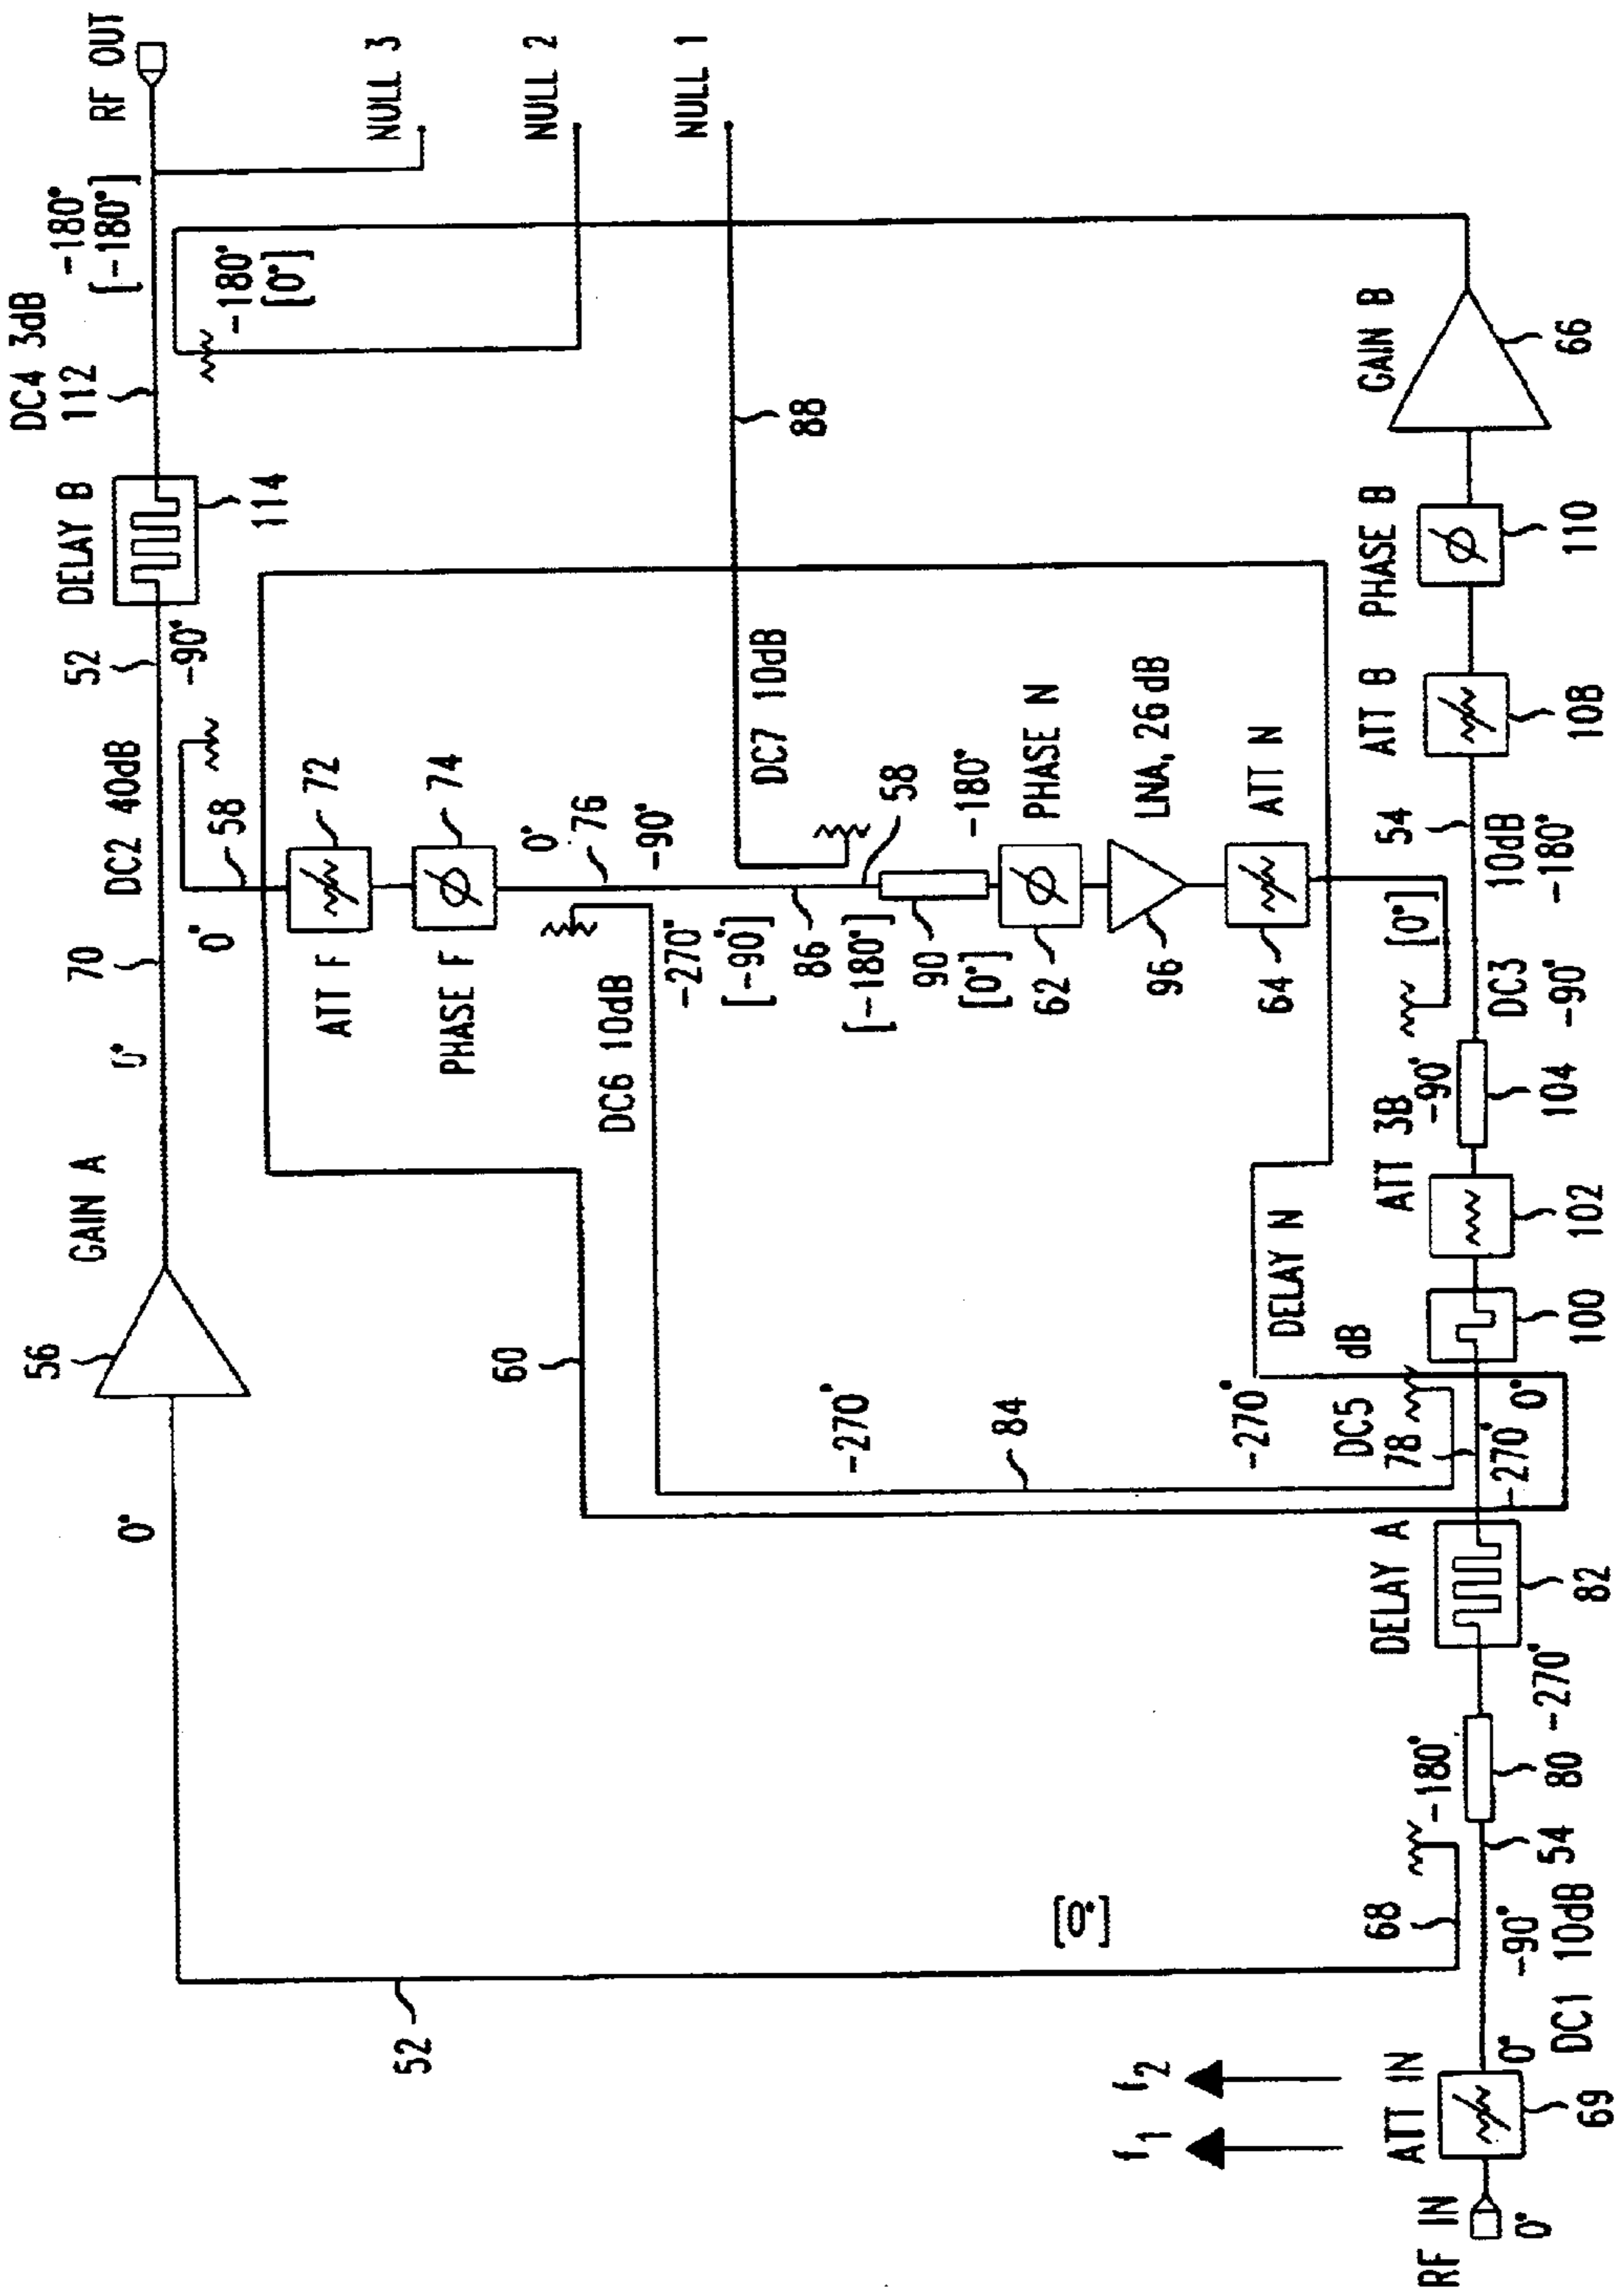 RF IN
0°
ATT IN
69
f1
f2
0°
DC1 10dB
-90°
54
68
-180°
80
-270°
[0°]
52
0°
DELAY A
82
270°
78
DC5
dB
0°
-270°
84
-270°
60
56
GAIN A
0°
70
DC2 40dB
0°
58
52
-90°
DELAY B
114
DC4 3dB
112
-180°
[-180°]
-180°
[0°]
RF OUT
NULL 3
NULL 2
NULL 1
88
ATT F
72
PHASE F
74
0°
76
-90°
DC6 10dB
-270°
[-90°]
86
[-180°]
90
[0°]
DC7 10dB
58
-180°
PHASE N
62
LNA, 26dB
96
ATT N
64
DELAY N
100
ATT 3B
102
-90°
104
DC3
-90°
[0°]
10dB
-180°
54
ATT B
108
PHASE B
110
GAIN B
66